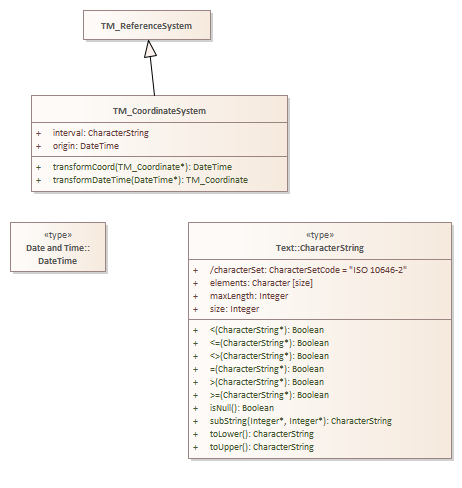 TM_ReferenceSystem
TM_CoordinateSystem
+ interval: CharacterString
+ origin: DateTime
+ transformCoord(TM_Coordinate*): DateTime
+ transformDateTime(DateTime*): TM_Coordinate
«type»
Date and Time::
DateTime
«type»
Text::CharacterString
+ /characterSet: CharacterSetCode = "ISO 10646-2"
+ elements: Character [size]
+ maxLength: Integer
+ size: Integer
+ <(CharacterString*): Boolean
+ <=(CharacterString*): Boolean
+ <>(CharacterString*): Boolean
+ =(CharacterString*): Boolean
+ >(CharacterString*): Boolean
+ >=(CharacterString*): Boolean
+ isNull(): Boolean
+ subString(Integer*, Integer*): CharacterString
+ toLower(): CharacterString
+ toUpper(): CharacterString